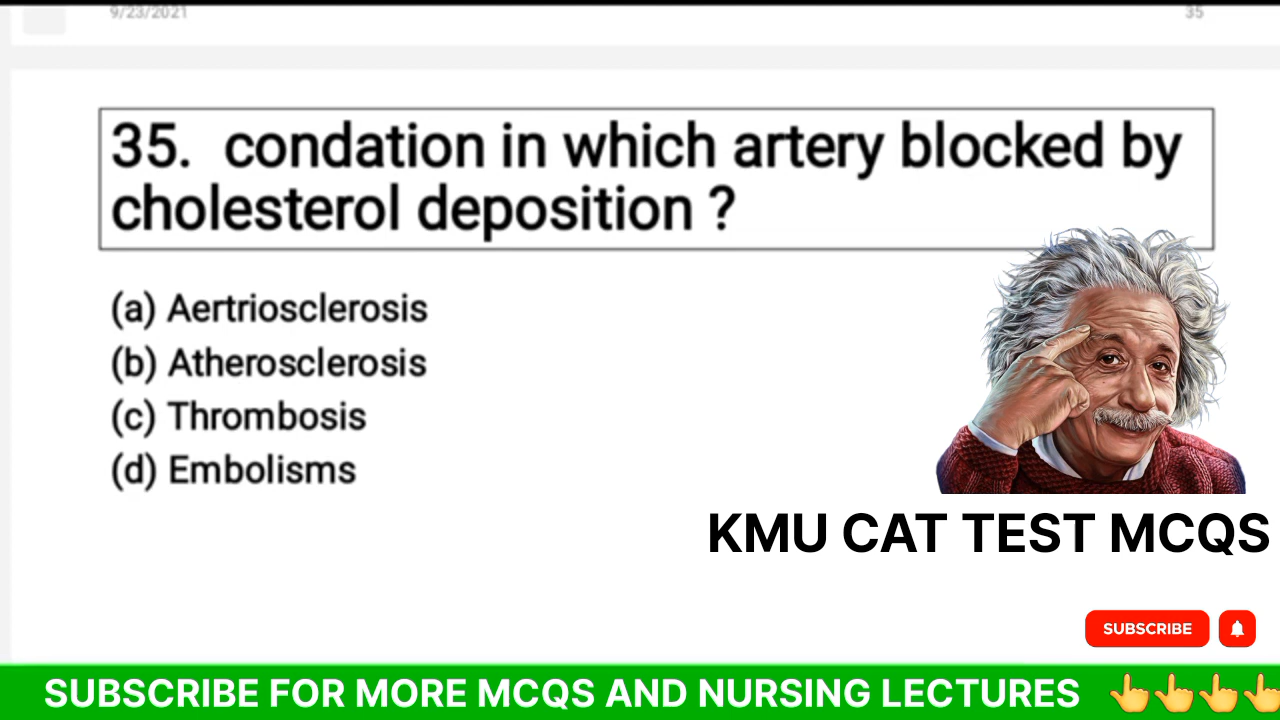 9/23/2021 35
35. condation in which artery blocked by
cholesterol deposition ?
(a) Aertriosclerosis
(b) Atherosclerosis
(c) Thrombosis
(d) Embolisms
KMU CAT TEST MCQS
SUBSCRIBE
SUBSCRIBE FOR MORE MCQS AND NURSING LECTURES 👆👆👆👆